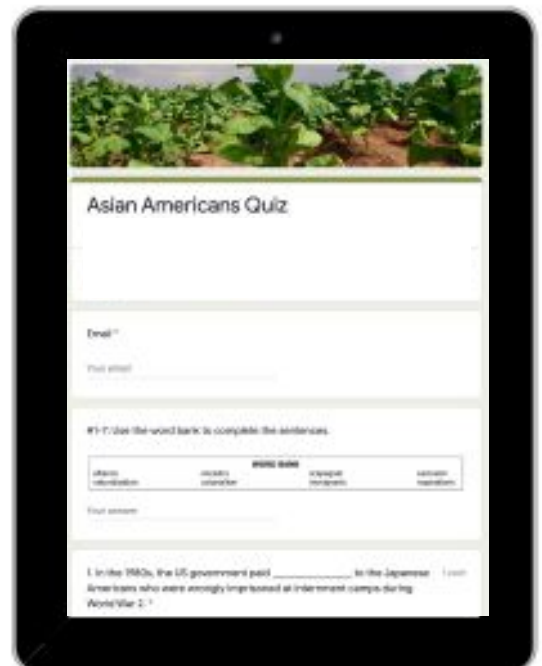 Asian Americans Quiz
Email *
Your email
#1-7: Use the word bank to complete the sentences.
WORD BANK
Your answer
1. In the 1980s, the US government paid ______________ to the Japanese
Americans who were wrongly imprisoned at internment camps during
World War 2. *